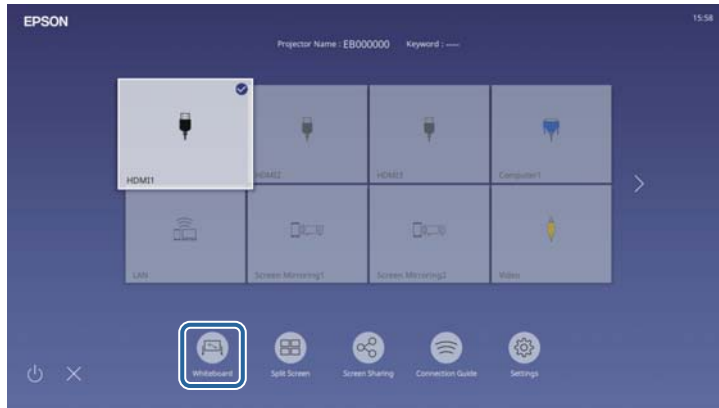 EPSON
15:58
Projector Name : EB000000 Keyword : -----
HDMI1
HDMI2
HDMI3
Computer1
LAN
Screen Mirroring1
Screen Mirroring2
Video
Whiteboard
Split Screen
Screen Sharing
Connection Guide
Settings